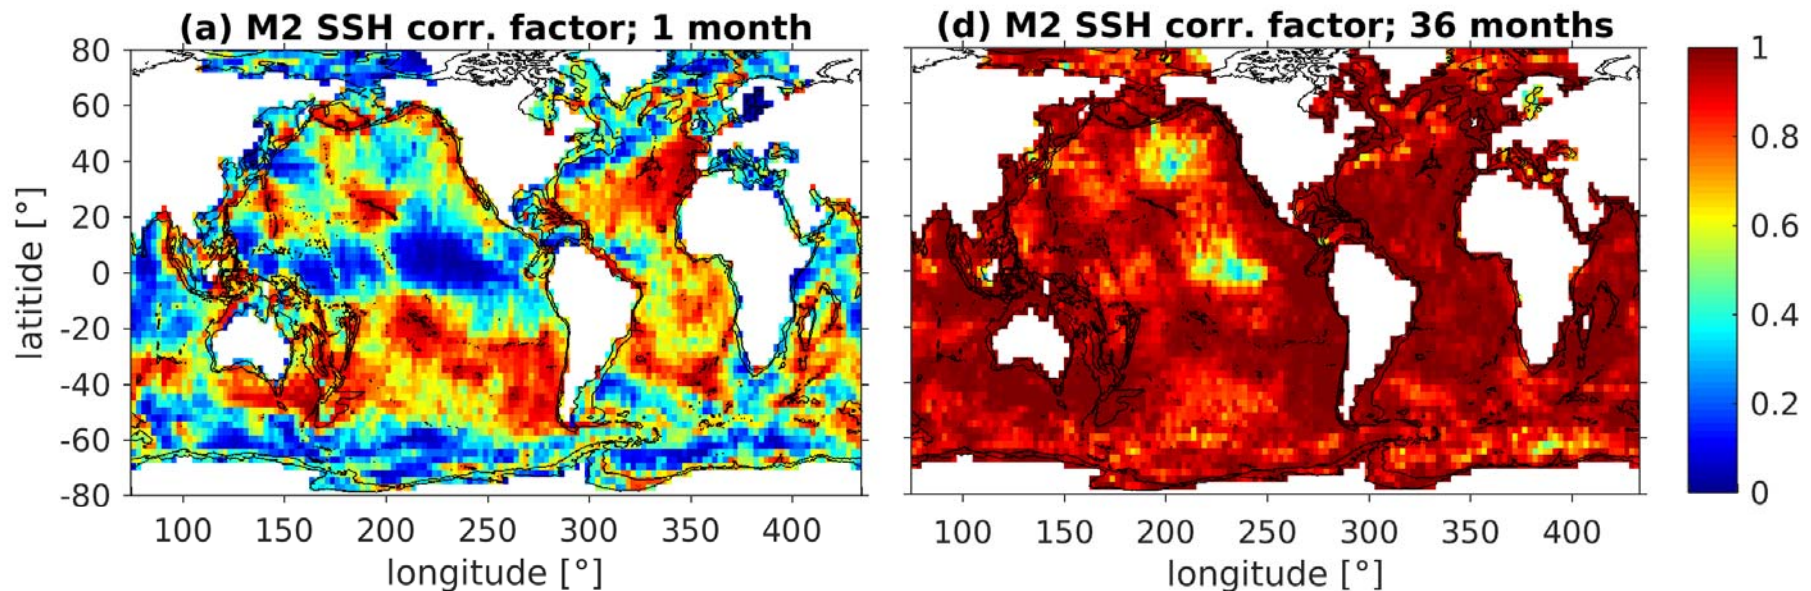 (a) M2 SSH corr. factor; 1 month
(d) M2 SSH corr. factor; 36 months
80
60
40
20
0
-20
-40
-60
-80
latitide [°]
100 150 200 250 300 350 400
longitude [°]
100 150 200 250 300 350 400
longitude [°]
1
0.8
0.6
0.4
0.2
0